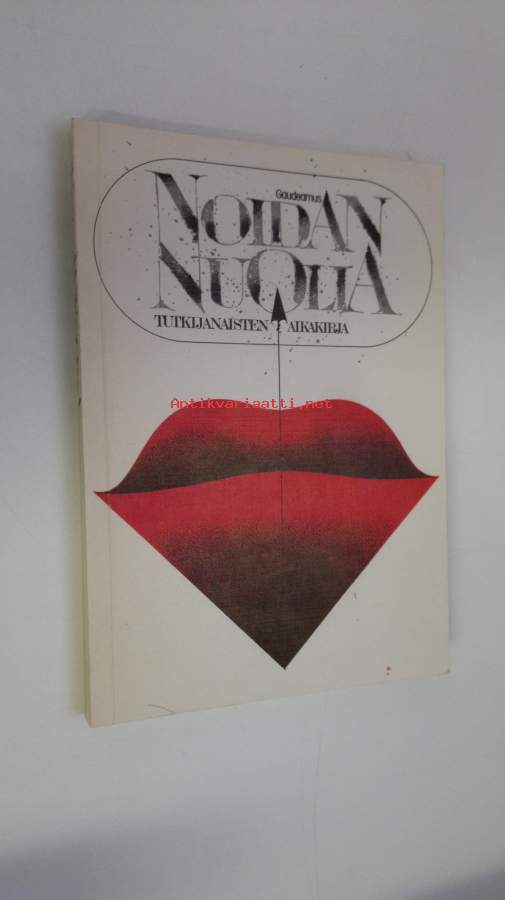 Gaudeamus
NOIDAN
NUOLIA
TUTKIJANAISTEN AIKAKIRJA
Antikvariaatti.net